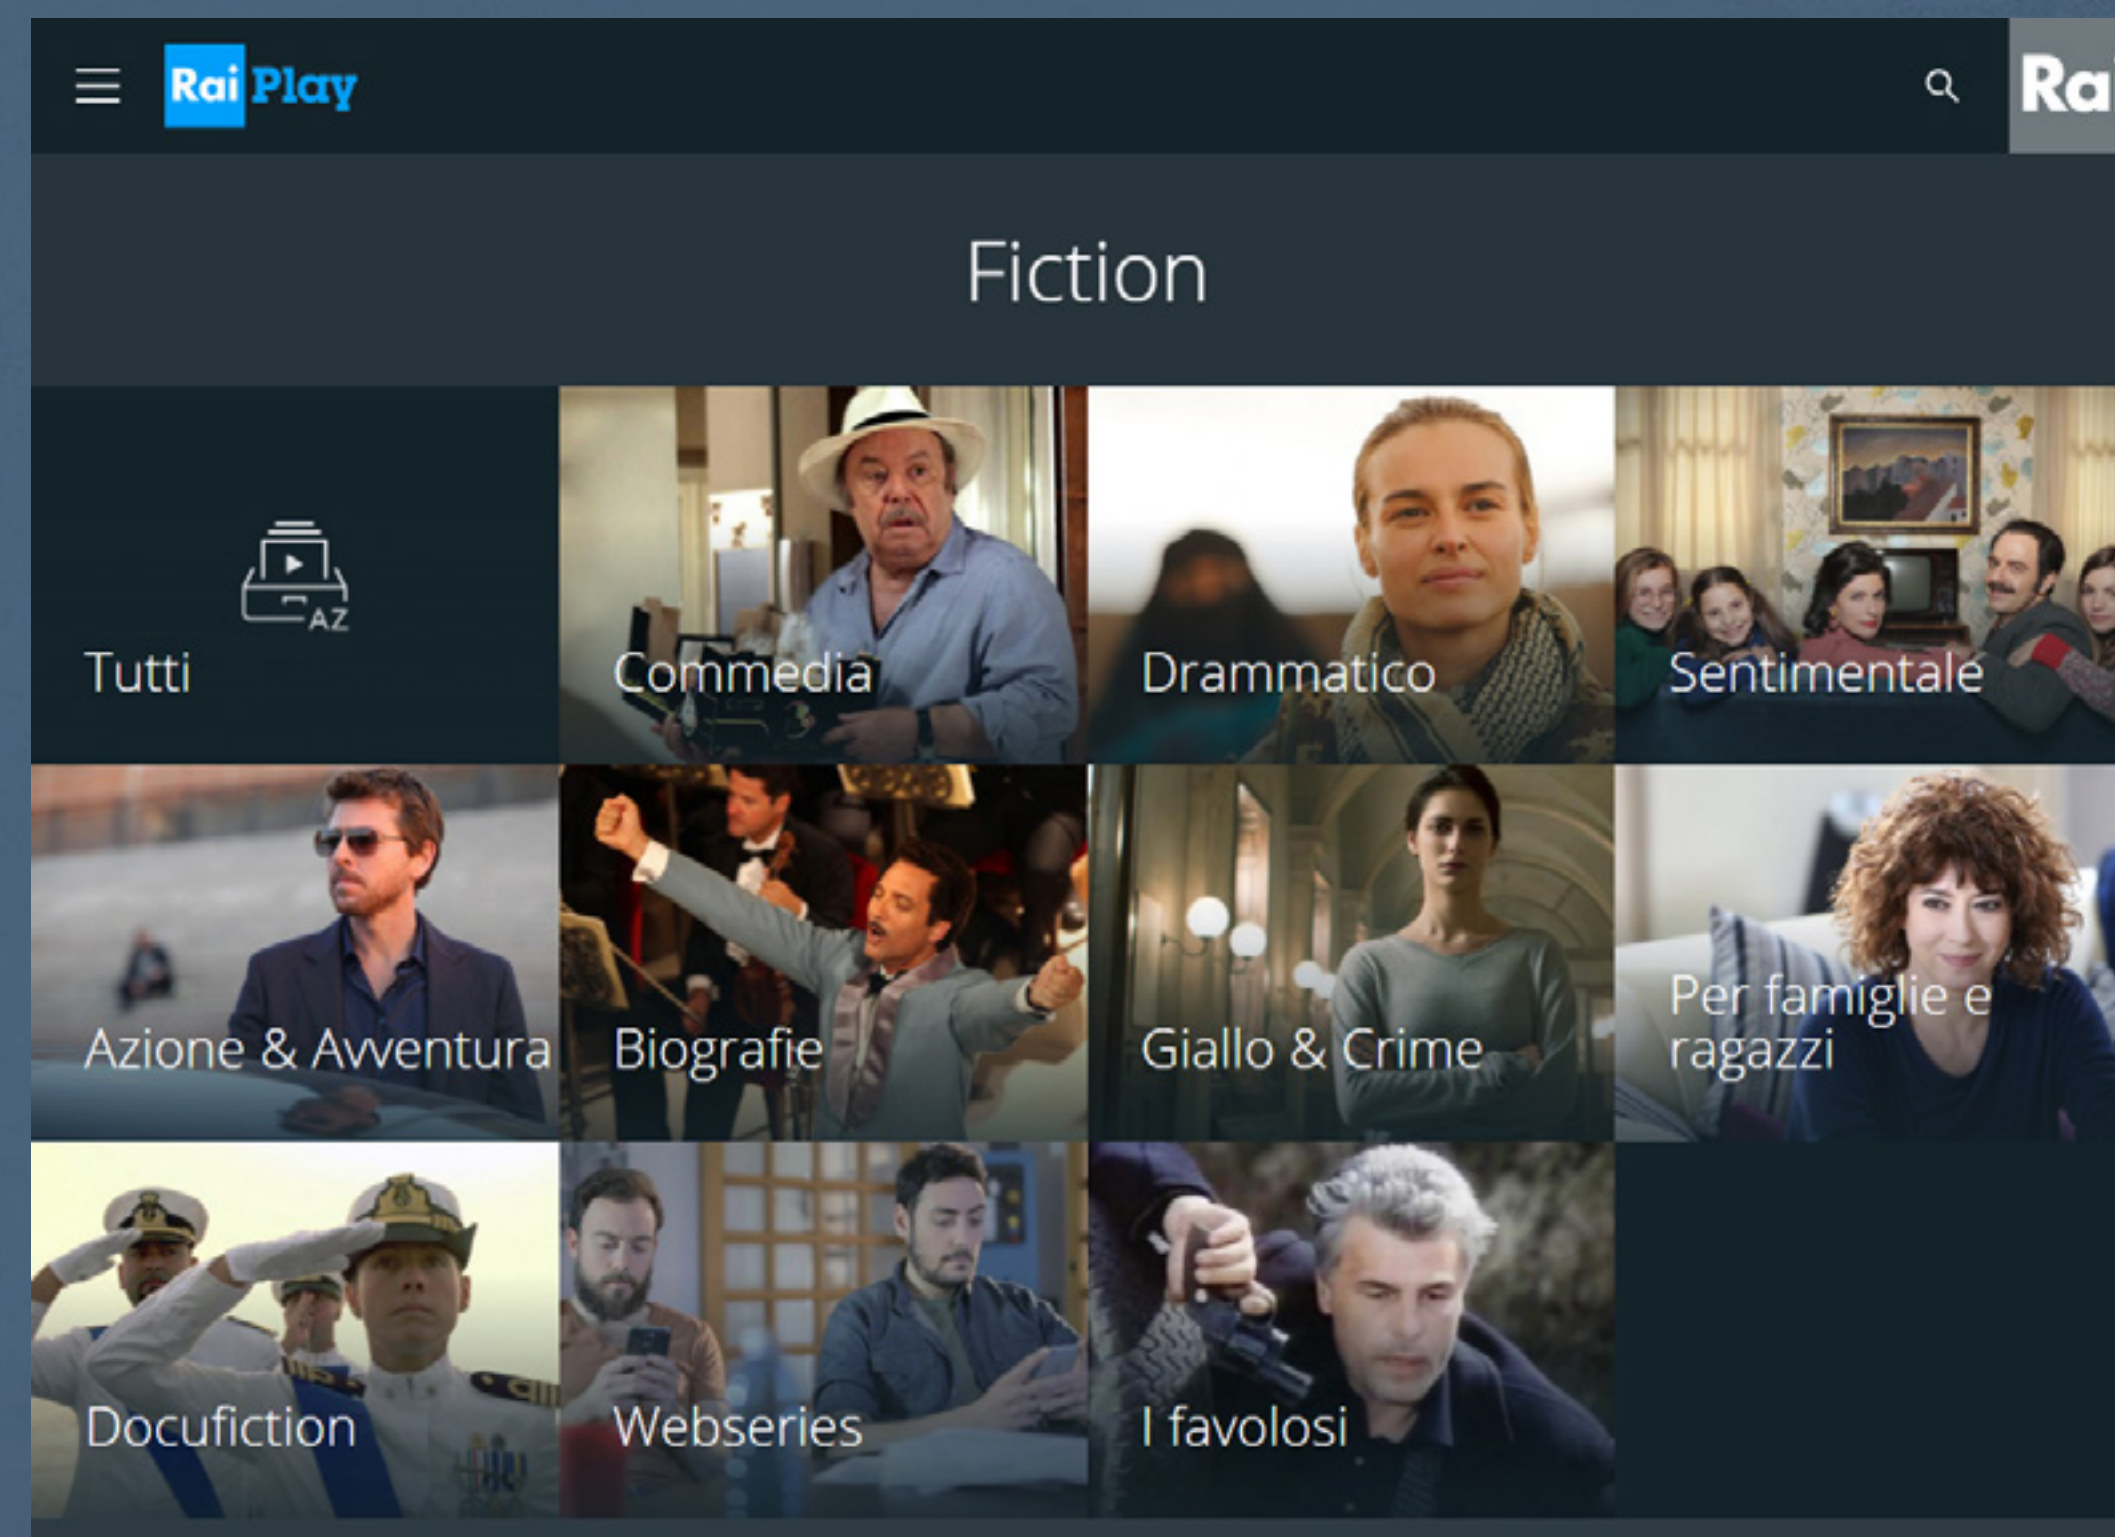 Rai Play
Rai
Fiction
AZ
Tutti
Commedia
Drammatico
Sentimentale
Azione & Avventura
Biografie
Giallo & Crime
Per famiglie e
ragazzi
Docufiction
Webseries
I favolosi